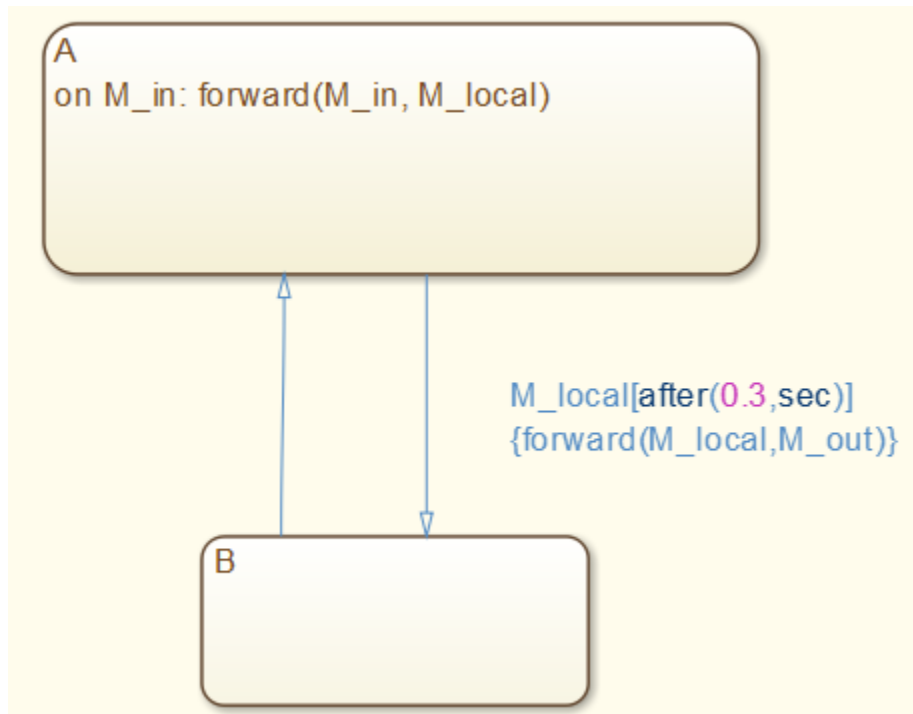 A
on M_in: forward(M_in, M_local)
M_local[after(0.3,sec)]
{forward(M_local,M_out)}
B